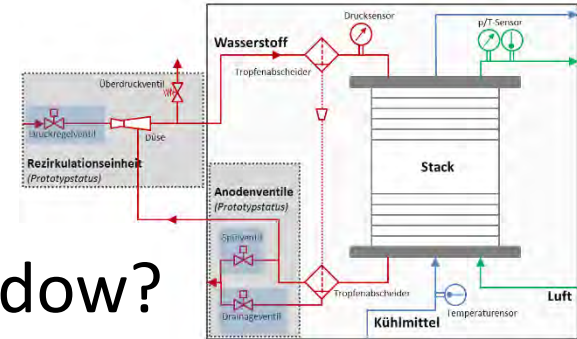 Drucksensor
p/T-Sensor
Wasserstoff
Tropfenabscheider
Überdruckventil
Druckregelventil
Düse
Rezirkulationseinheit
(Prototypstatus)
Stack
Anodenventile
(Prototypstatus)
Spülventil
Drainageventil
Tropfenabscheider
Temperatursensor
Luft
Kühlmittel
dow?